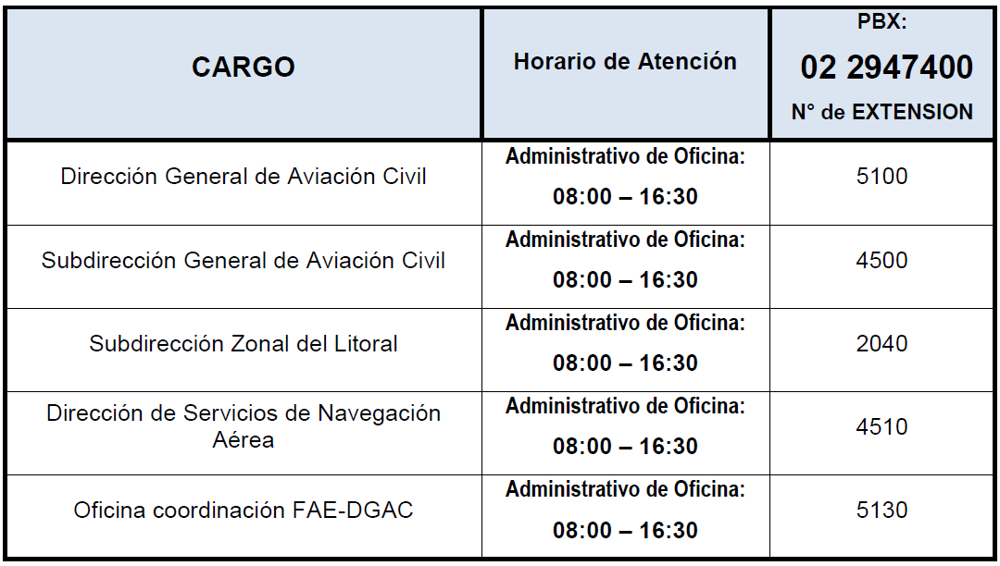 CARGO
Horario de Atención
PBX:
02 2947400
N° de EXTENSION
Dirección General de Aviación Civil
Administrativo de Oficina:
08:00 – 16:30
5100
Subdirección General de Aviación Civil
Administrativo de Oficina:
08:00 – 16:30
4500
Subdirección Zonal del Litoral
Administrativo de Oficina:
08:00 – 16:30
2040
Dirección de Servicios de Navegación
Aérea
Administrativo de Oficina:
08:00 – 16:30
4510
Oficina coordinación FAE-DGAC
Administrativo de Oficina:
08:00 – 16:30
5130